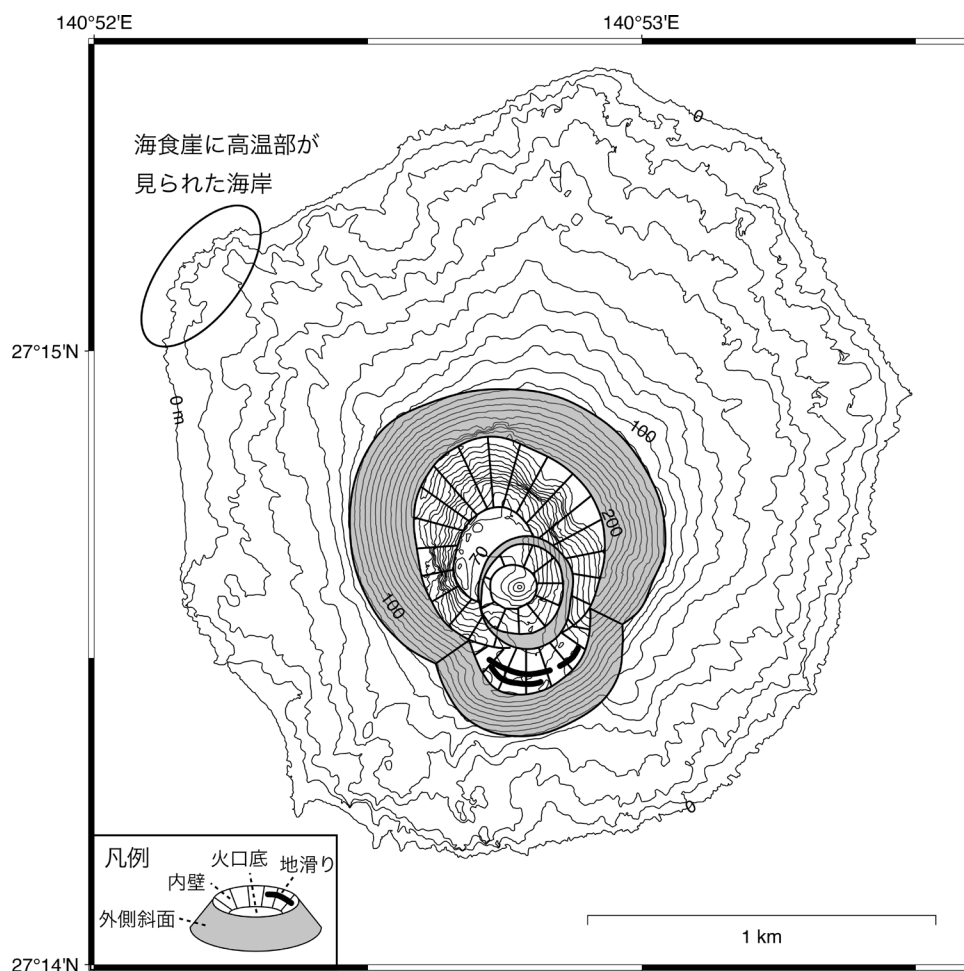 140°52'E
140°53'E
0
海食崖に高温部が
見られた海岸
27°15'N
0 m
100
200
70
100
0
凡例
火口底
地滑り
内壁
外側斜面
1 km
27°14'N